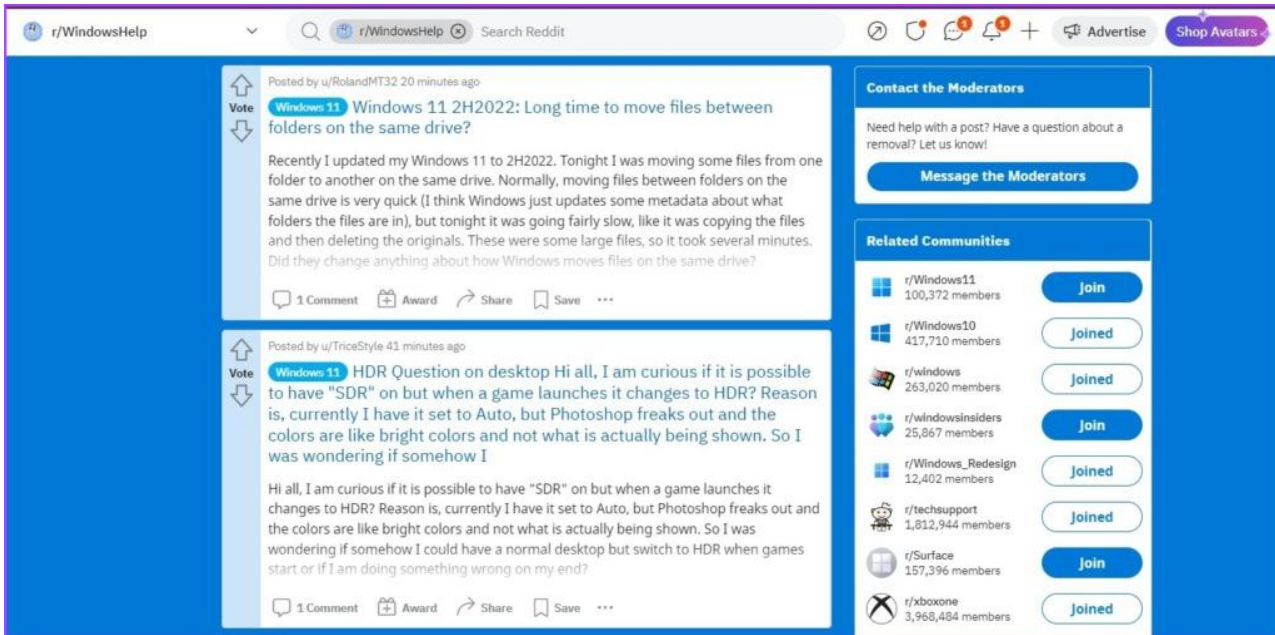 r/WindowsHelp
r/WindowsHelp
Search Reddit
1
1
Advertise
Shop Avatars
Posted by u/RolandMT32 20 minutes ago
Vote
Windows 11 Windows 11 2H2022: Long time to move files between
folders on the same drive?
Recently I updated my Windows 11 to 2H2022. Tonight I was moving some files from one
folder to another on the same drive. Normally, moving files between folders on the
same drive is very quick (I think Windows just updates some metadata about what
folders the files are in), but tonight it was going fairly slow, like it was copying the files
and then deleting the originals. These were some large files, so it took several minutes.
Did they change anything about how Windows moves files on the same drive?
1 Comment Award Share Save
Posted by u/TriceStyle 41 minutes ago
Vote
Windows 11 HDR Question on desktop Hi all, I am curious if it is possible
to have "SDR" on but when a game launches it changes to HDR? Reason
is, currently I have it set to Auto, but Photoshop freaks out and the
colors are like bright colors and not what is actually being shown. So I
was wondering if somehow I
Hi all, I am curious if it is possible to have "SDR" on but when a game launches it
changes to HDR? Reason is, currently I have it set to Auto, but Photoshop freaks out and
the colors are like bright colors and not what is actually being shown. So I was
wondering if somehow I could have a normal desktop but switch to HDR when games
start or if I am doing something wrong on my end?
1 Comment Award Share Save
Contact the Moderators
Need help with a post? Have a question about a
removal? Let us know!
Message the Moderators
Related Communities
r/Windows11
100,372 members
Join
r/Windows10
417,710 members
Joined
r/windows
263,020 members
Joined
r/windowsinsiders
25,867 members
Join
r/Windows_Redesign
12,402 members
Joined
r/techsupport
1,812,944 members
Joined
r/Surface
157,396 members
Join
r/xboxone
3,968,484 members
Joined